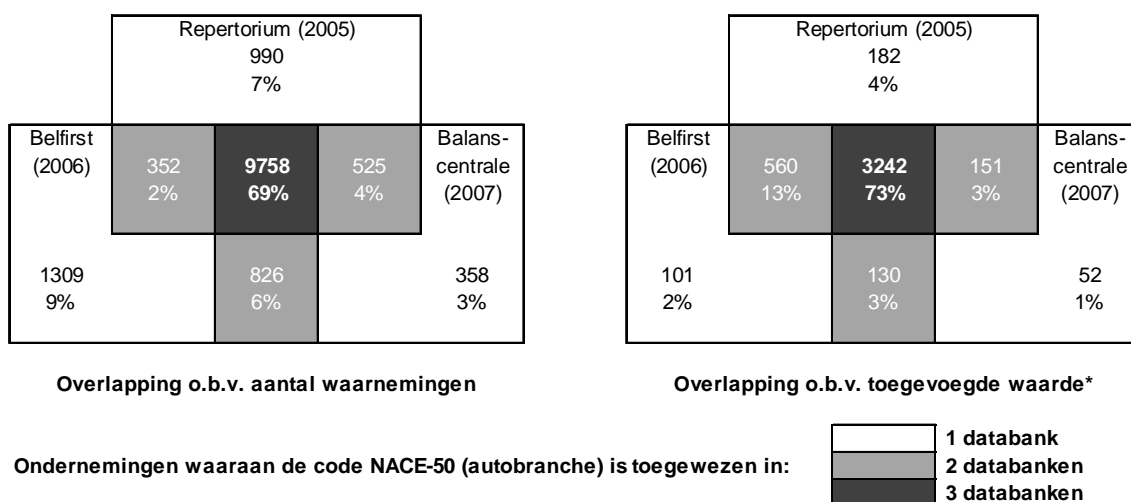 Repertorium (2005)
990
7%
Belfirst
(2006)
352
2%
9758
69%
525
4%
Balans-
centrale
(2007)
1309
9%
826
6%
358
3%
Overlapping o.b.v. aantal waarnemingen
Repertorium (2005)
182
4%
Belfirst
(2006)
560
13%
3242
73%
151
3%
Balans-
centrale
(2007)
101
2%
130
3%
52
1%
Overlapping o.b.v. toegevoegde waarde*
Ondernemingen waaraan de code NACE-50 (autobranche) is toegewezen in:
1 databank
2 databanken
3 databanken